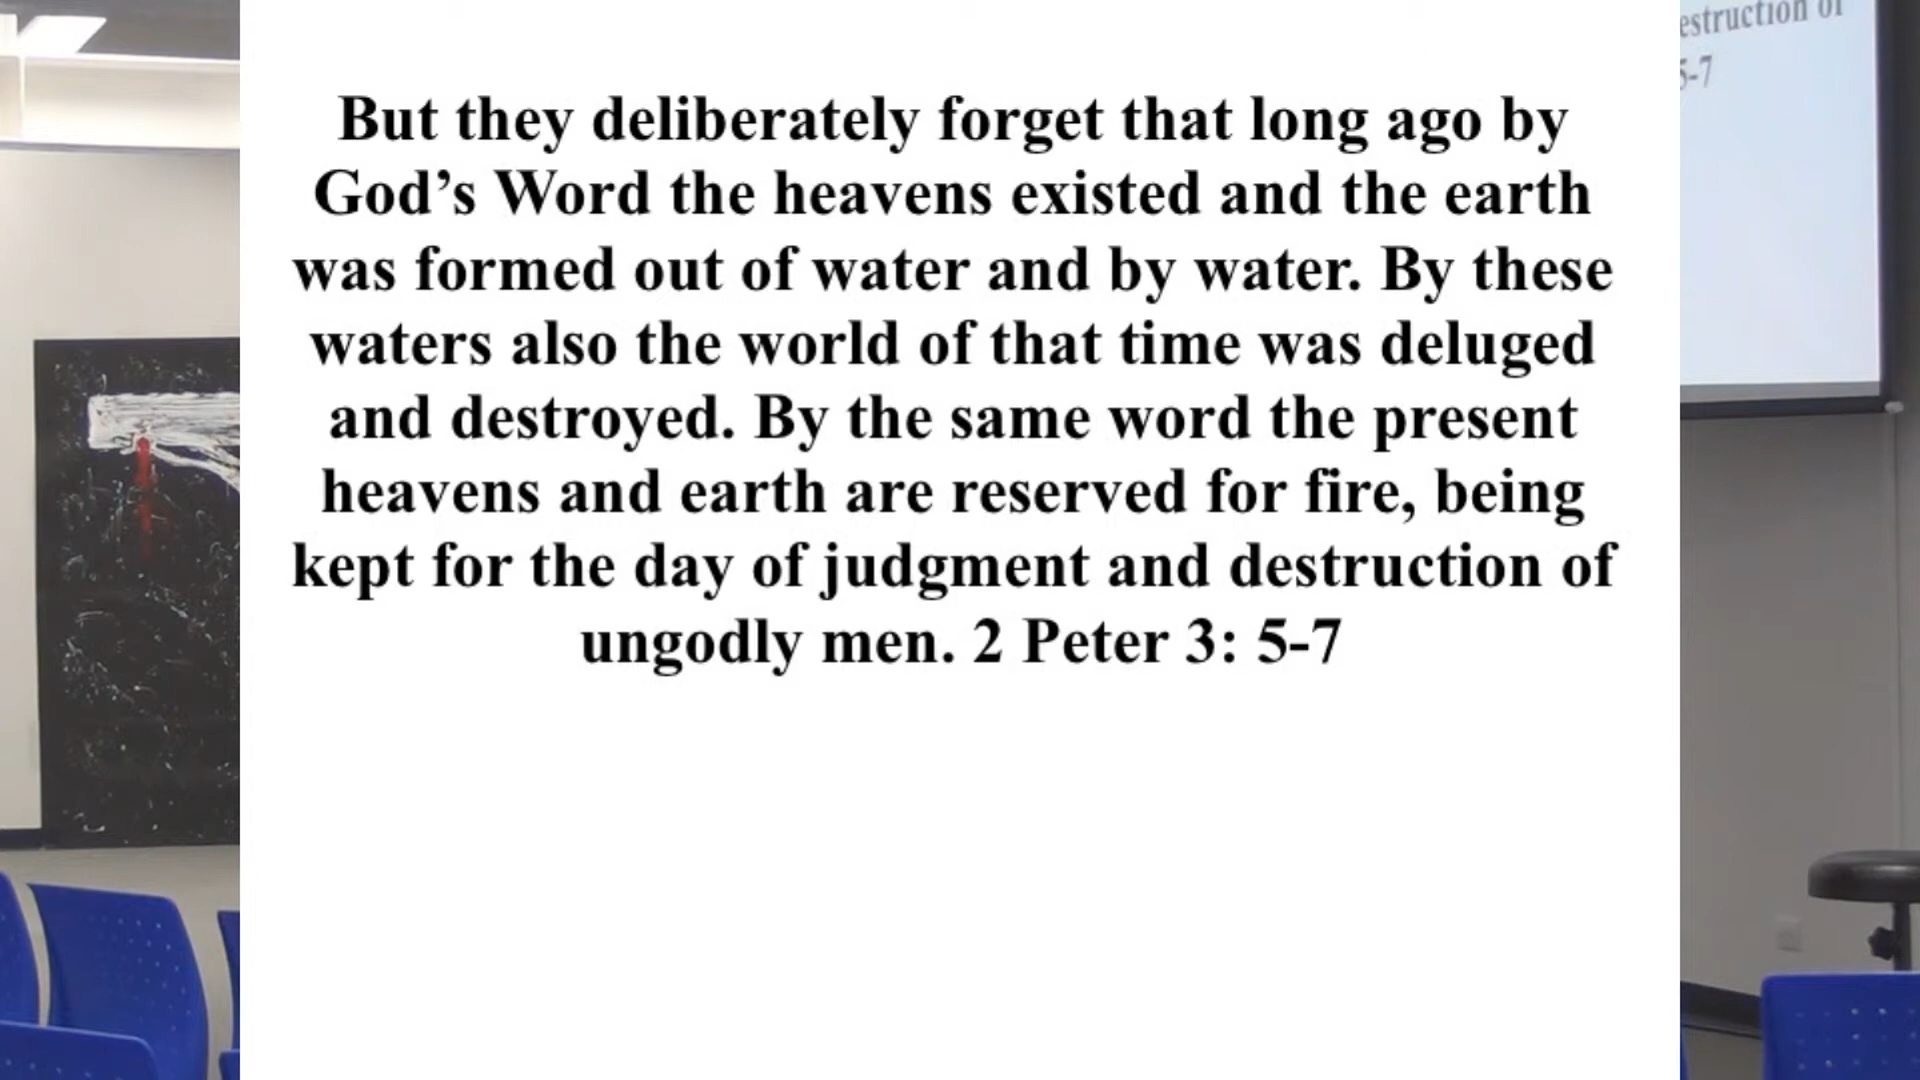 But they deliberately forget that long ago by
God’s Word the heavens existed and the earth
was formed out of water and by water. By these
waters also the world of that time was deluged
and destroyed. By the same word the present
heavens and earth are reserved for fire, being
kept for the day of judgment and destruction of
ungodly men. 2 Peter 3: 5-7
estruction of
5-7